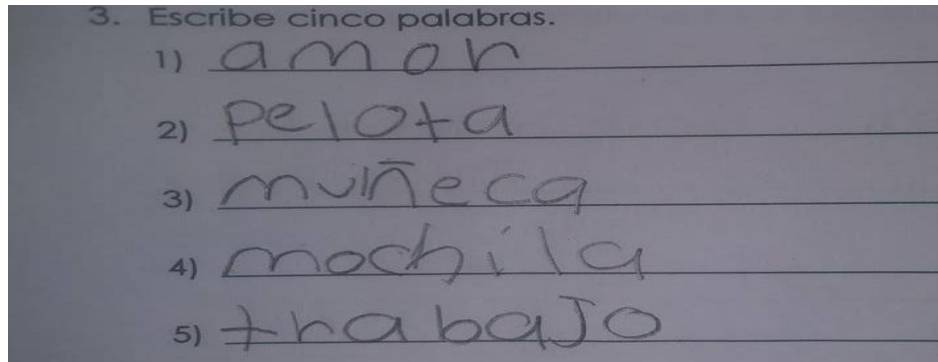 3. Escribe cinco palabras.
1) amor
2) pelota
3) muñeca
4) mochila
5) trabaJo